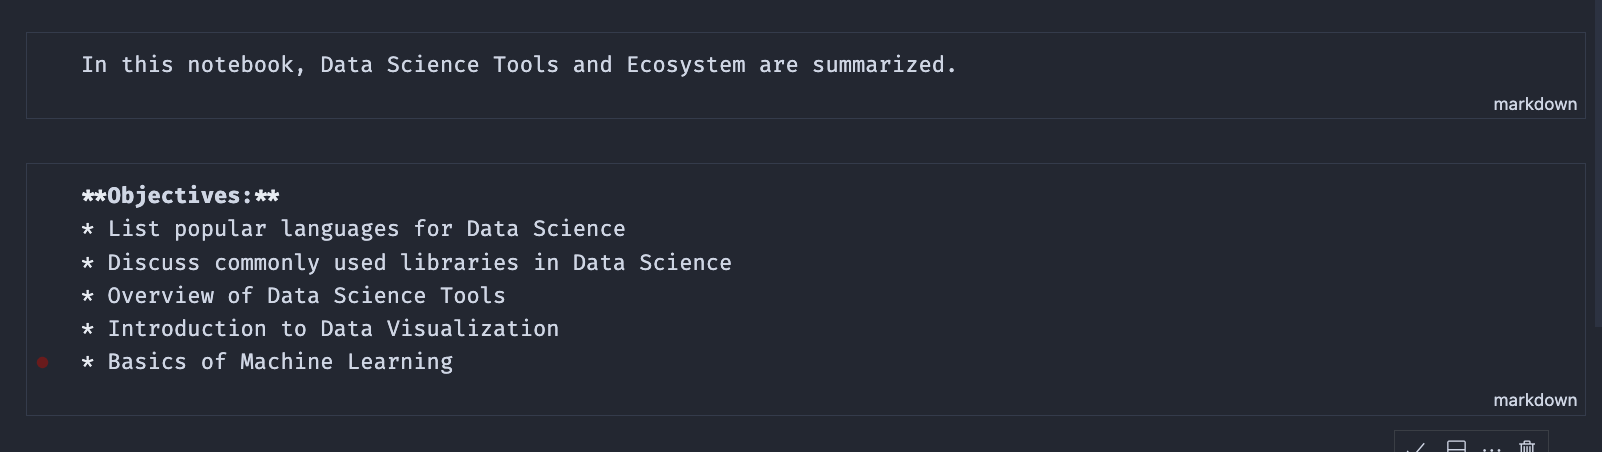 In this notebook, Data Science Tools and Ecosystem are summarized.
markdown
**Objectives:**
* List popular languages for Data Science
* Discuss commonly used libraries in Data Science
* Overview of Data Science Tools
* Introduction to Data Visualization
* Basics of Machine Learning
markdown